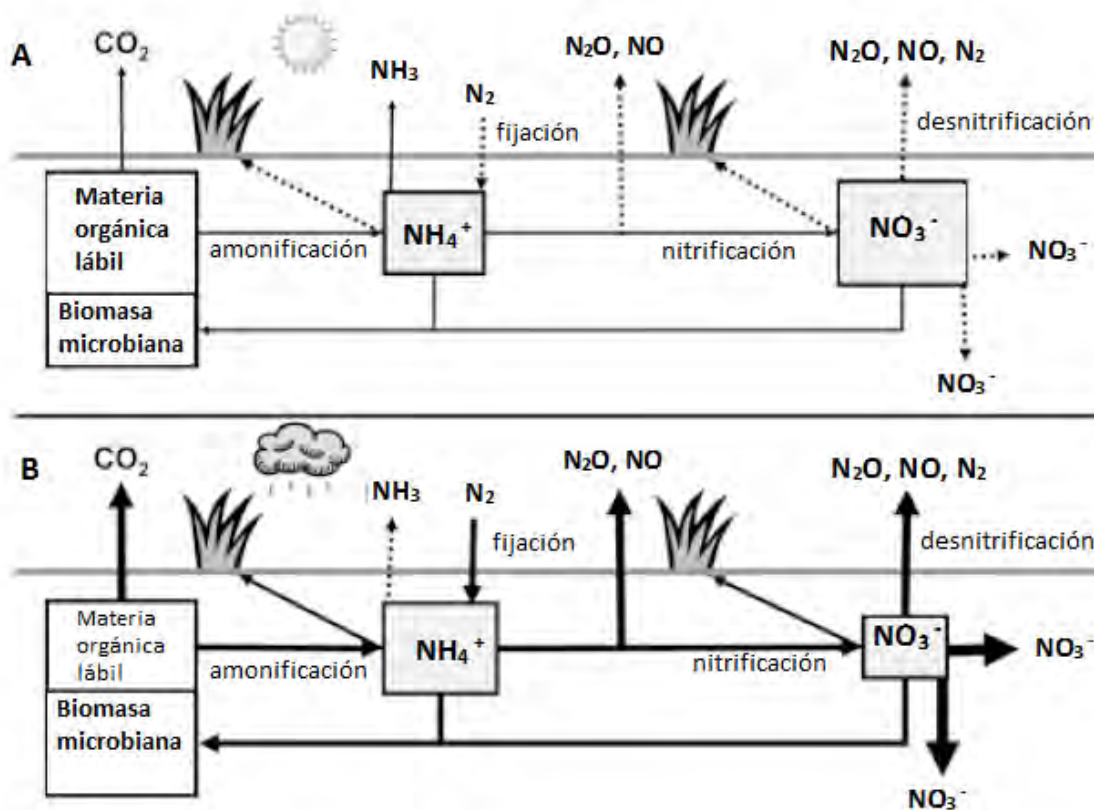 A
CO₂
NH₃
N₂
fijación
N₂O, NO
N₂O, NO, N₂
desnitrificación
Materia
orgánica
lábil
Biomasa
microbiana
amonificación
NH₄⁺
nitrificación
NO₃⁻
NO₃⁻
NO₃⁻
B
CO₂
NH₃
N₂
fijación
N₂O, NO
N₂O, NO, N₂
desnitrificación
Materia
orgánica
lábil
Biomasa
microbiana
amonificación
NH₄⁺
nitrificación
NO₃⁻
NO₃⁻
NO₃⁻